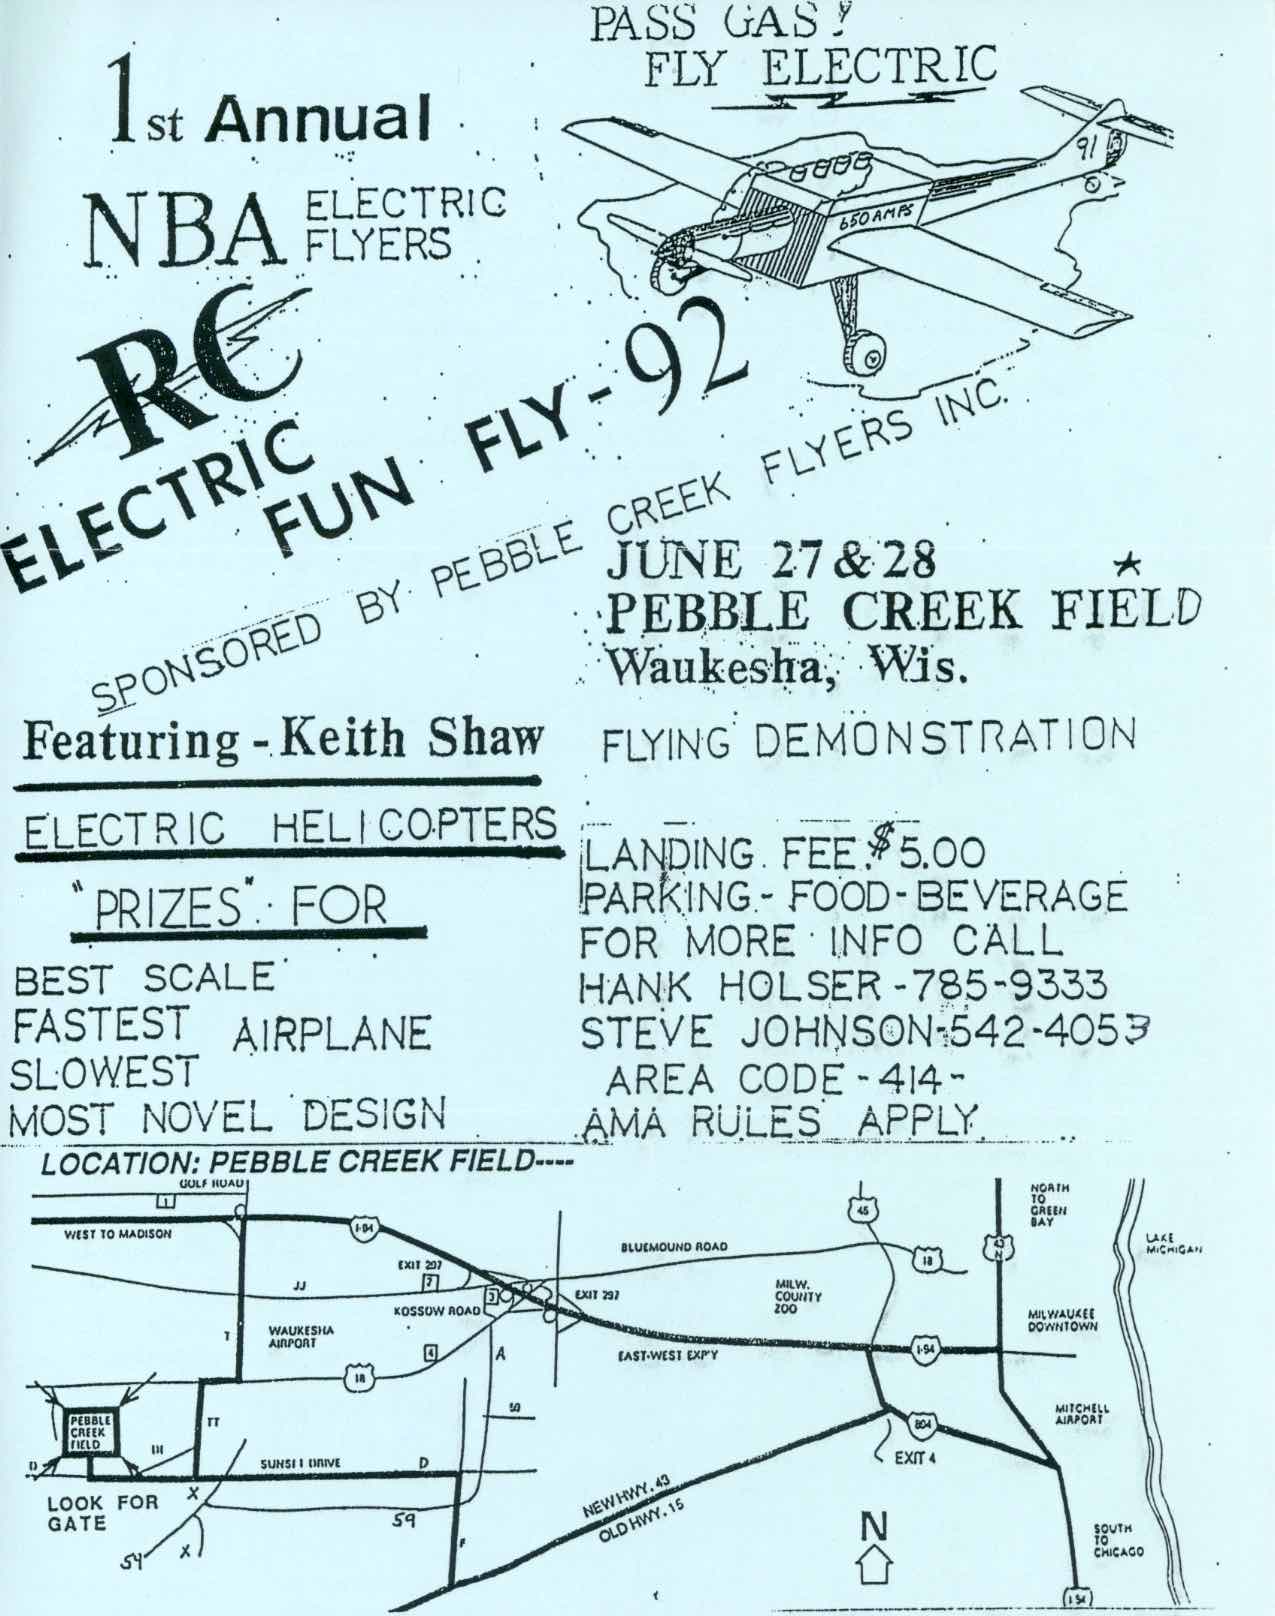 PASS GAS!
FLY ELECTRIC
1st Annual
NBA ELECTRIC FLYERS
91
650 AMPS
RC
ELECTRIC
FUN FLY-92
SPONSORED BY PEBBLE CREEK FLYERS INC.
JUNE 27 & 28
PEBBLE CREEK FIELD
Waukesha, Wis.
Featuring - Keith Shaw
FLYING DEMONSTRATION
ELECTRIC HELICOPTERS
"PRIZES" FOR
BEST SCALE
FASTEST AIRPLANE
SLOWEST
MOST NOVEL DESIGN
LANDING FEE $5.00
PARKING - FOOD - BEVERAGE
FOR MORE INFO CALL
HANK HOLSER - 785-9333
STEVE JOHNSON - 542-4053
AREA CODE - 414 -
AMA RULES APPLY
LOCATION: PEBBLE CREEK FIELD----
GOLF ROAD
1
WEST TO MADISON
I-94
EXIT 297
2
JJ
KOSSOW ROAD
3
EXIT 297
BLUEMOUND ROAD
45
18
MILW.
COUNTY
ZOO
43
N
NORTH
TO
GREEN
BAY
LAKE
MICHIGAN
T
WAUKESHA
AIRPORT
4
A
18
EAST-WEST EXP'Y
I-94
MILWAUKEE
DOWNTOWN
MITCHELL
AIRPORT
PEBBLE
CREEK
FIELD
TT
D
SUNSET DRIVE
D
59
894
EXIT 4
LOOK FOR
GATE
X
54
X
59
F
NEW HWY. 43
OLD HWY. 15
N
SOUTH
TO
CHICAGO
I-94